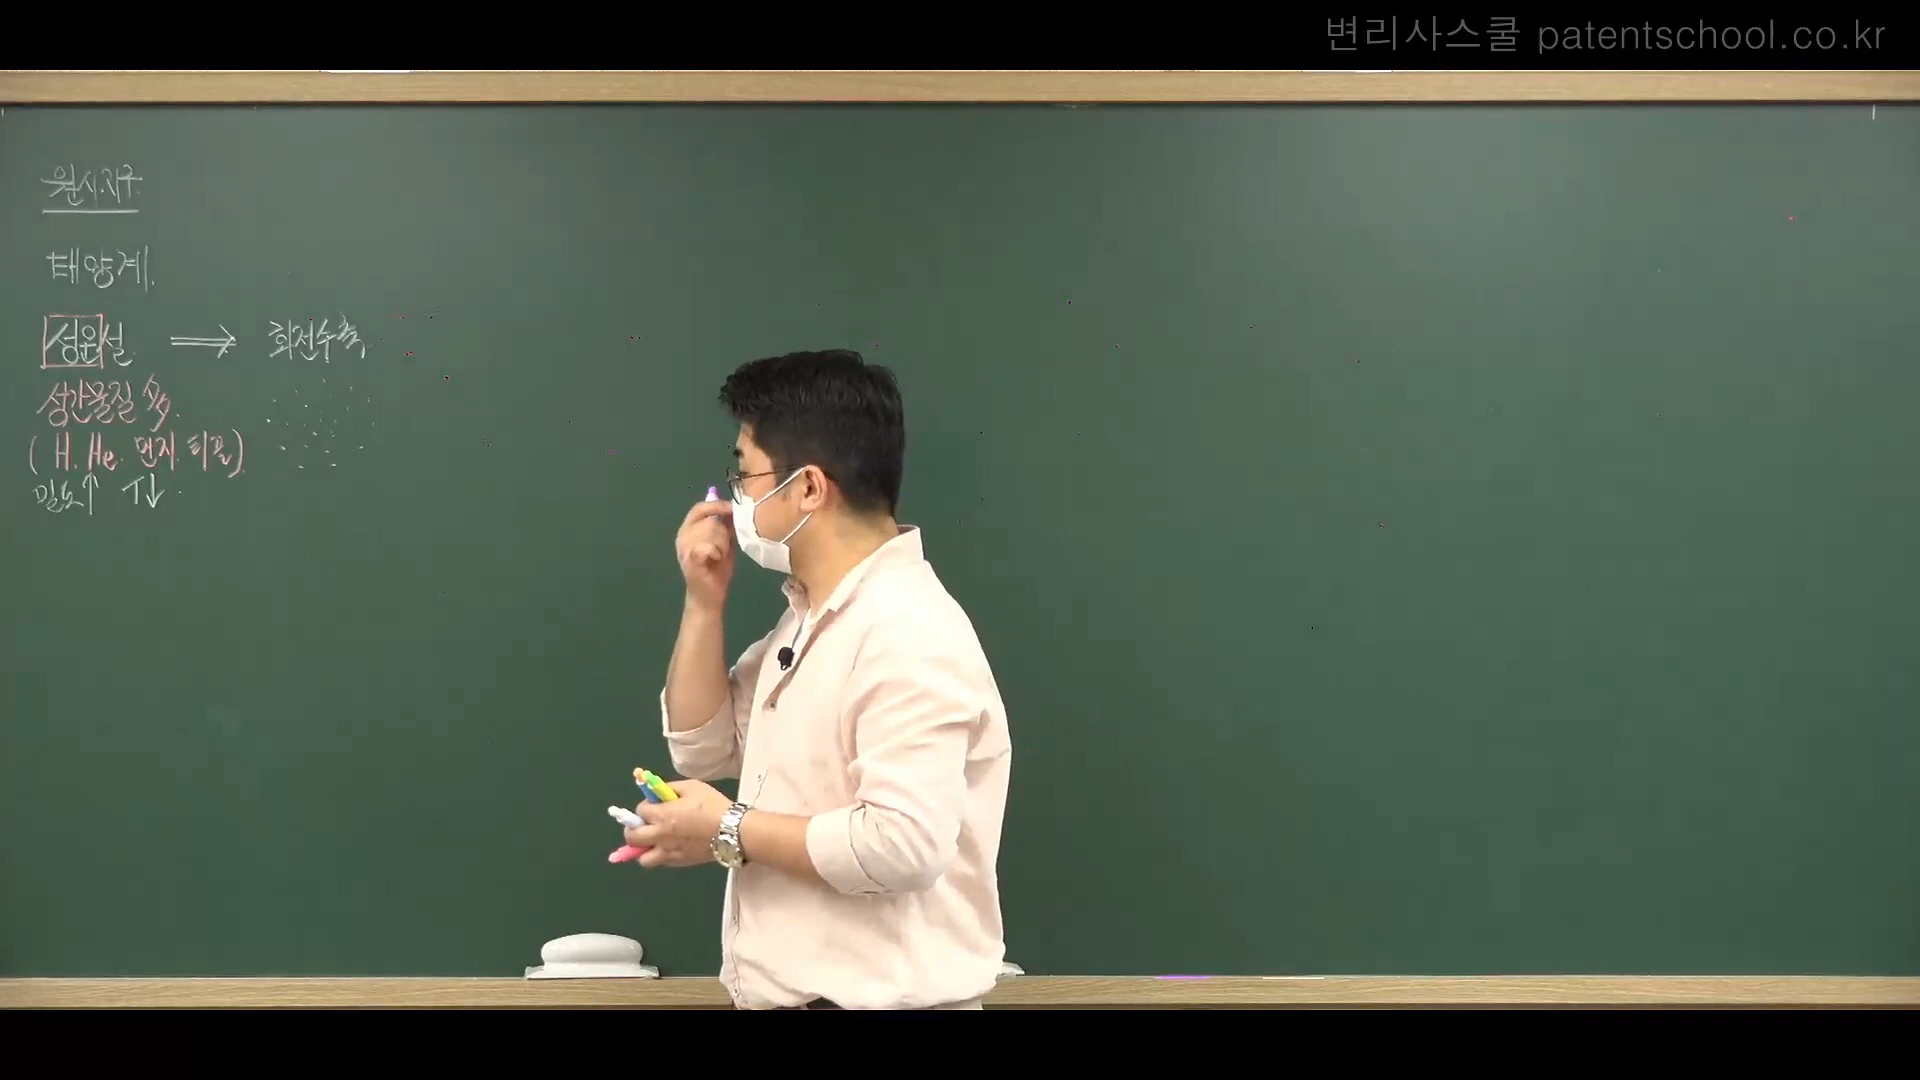 변리사스쿨 patentschool.co.kr
원시지구
태양계.
성운설 ⟹ 회전수축
성간물질 多.
( H. He. 먼지. 티끌)
밀도↑ T↓.